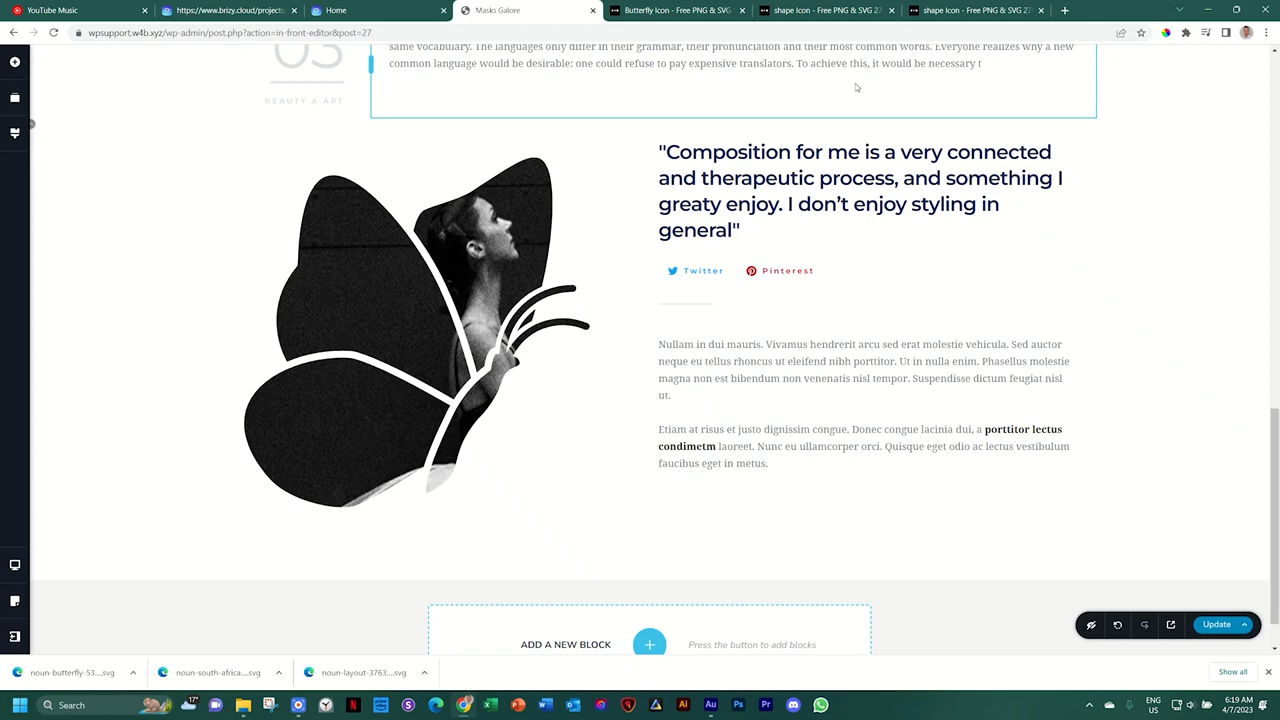 YouTube Music
https://www.brizy.cloud/projects
Home
Masks Galore
Butterfly Icon - Free PNG & SVG
shape Icon - Free PNG & SVG 27
shape Icon - Free PNG & SVG 27
wpsupport.w4b.xyz/wp-admin/post.php?action=in-front-editor&post=27
03
same vocabulary. The languages only differ in their grammar, their pronunciation and their most common words. Everyone realizes why a new
common language would be desirable: one could refuse to pay expensive translators. To achieve this, it would be necessary t
BEAUTY & ART
"Composition for me is a very connected
and therapeutic process, and something I
greaty enjoy. I don’t enjoy styling in
general"
Twitter
Pinterest
Nullam in dui mauris. Vivamus hendrerit arcu sed erat molestie vehicula. Sed auctor
neque eu tellus rhoncus ut eleifend nibh porttitor. Ut in nulla enim. Phasellus molestie
magna non est bibendum non venenatis nisl tempor. Suspendisse dictum feugiat nisl
ut.
Etiam at risus et justo dignissim congue. Donec congue lacinia dui, a porttitor lectus
condimetm laoreet. Nunc eu ullamcorper orci. Quisque eget odio ac lectus vestibulum
faucibus eget in metus.
Update
ADD A NEW BLOCK
Press the button to add blocks
noun-butterfly-53....svg
noun-south-africa....svg
noun-layout-3763....svg
Show all
Search
17°
ENG
US
6:19 AM
4/7/2023